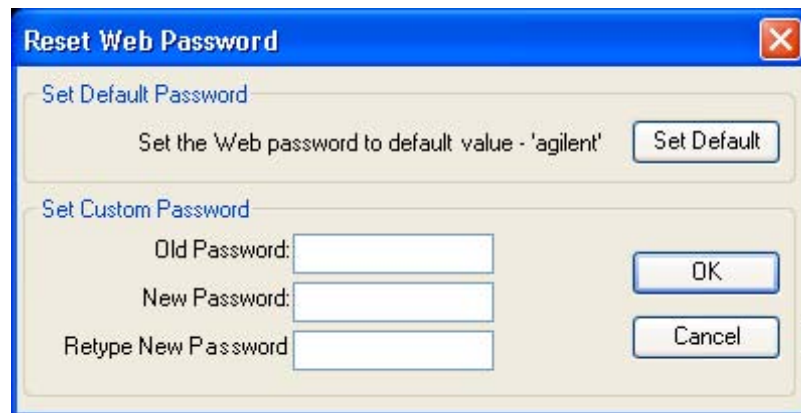 Reset Web Password
Set Default Password
Set the Web password to default value - 'agilent'
Set Default
Set Custom Password
Old Password:
OK
New Password:
Cancel
Retype New Password